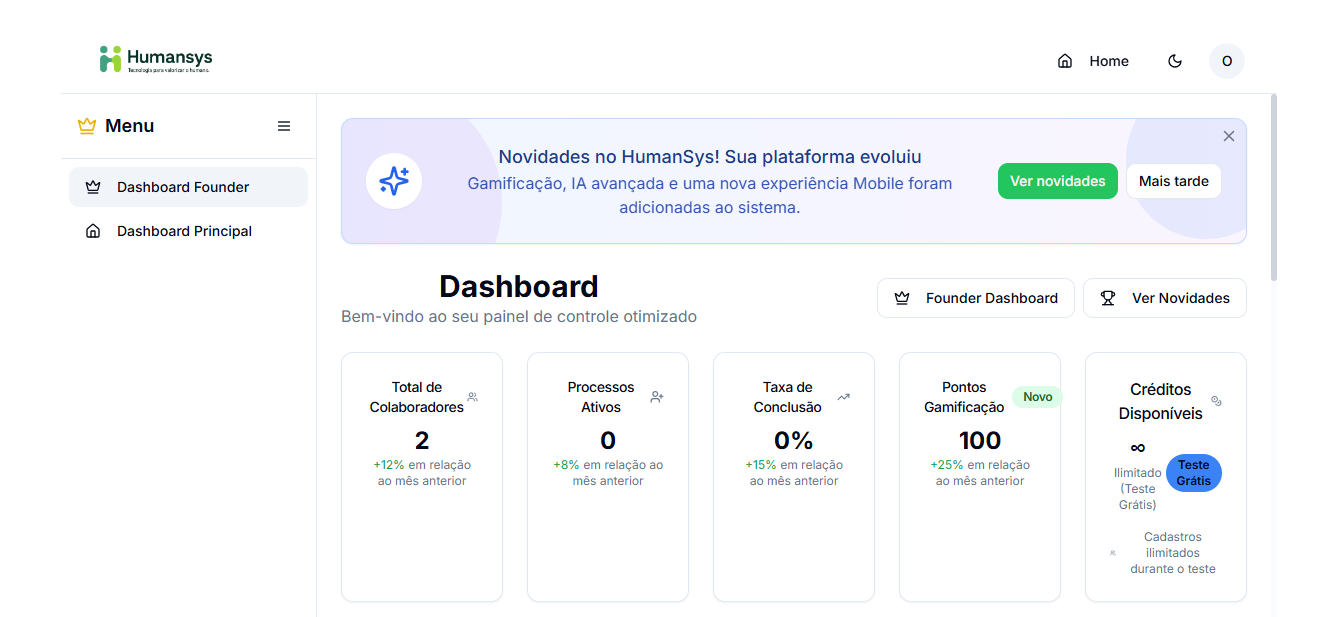 Humansys
Tecnologia para valorizar o humano.
Home
O
Menu
Dashboard Founder
Dashboard Principal
Novidades no HumanSys! Sua plataforma evoluiu
Gamificação, IA avançada e uma nova experiência Mobile foram
adicionadas ao sistema.
Ver novidades
Mais tarde
Dashboard
Bem-vindo ao seu painel de controle otimizado
Founder Dashboard
Ver Novidades
Total de
Colaboradores
2
+12% em relação
ao mês anterior
Processos
Ativos
0
+8% em relação ao
mês anterior
Taxa de
Conclusão
0%
+15% em relação
ao mês anterior
Pontos
Gamificação
Novo
100
+25% em relação
ao mês anterior
Créditos
Disponíveis
∞
Ilimitado
(Teste
Grátis)
Teste
Grátis
Cadastros
ilimitados
durante o teste